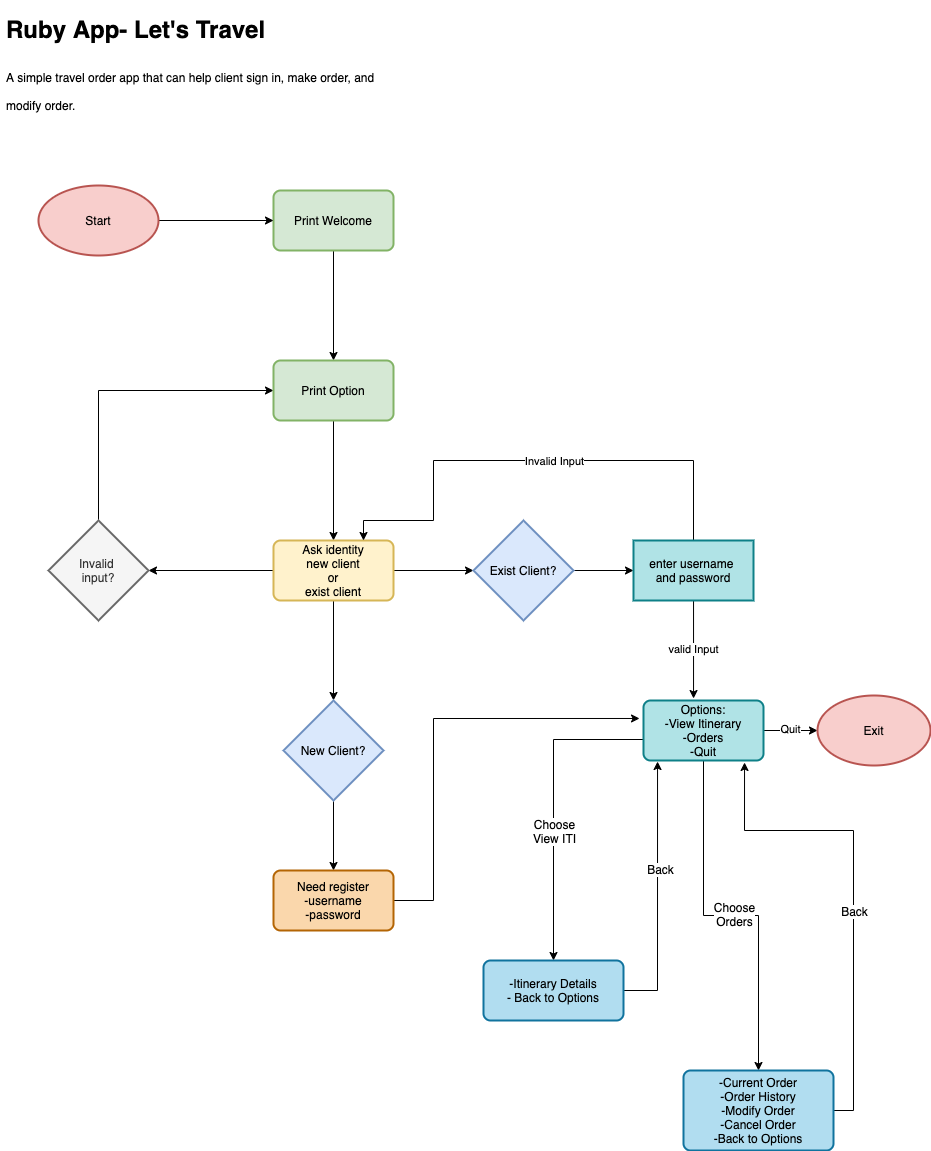 Ruby App- Let's Travel
A simple travel order app that can help client sign in, make order, and
modify order.
Start
Print Welcome
Print Option
Invalid Input
Invalid
input?
Ask identity
new client
or
exist client
Exist Client?
enter username
and password
valid Input
Options:
-View Itinerary
-Orders
-Quit
Quit
Exit
New Client?
Choose
View ITI
Back
Need register
-username
-password
Choose
Orders
Back
-Itinerary Details
- Back to Options
-Current Order
-Order History
-Modify Order
-Cancel Order
-Back to Options